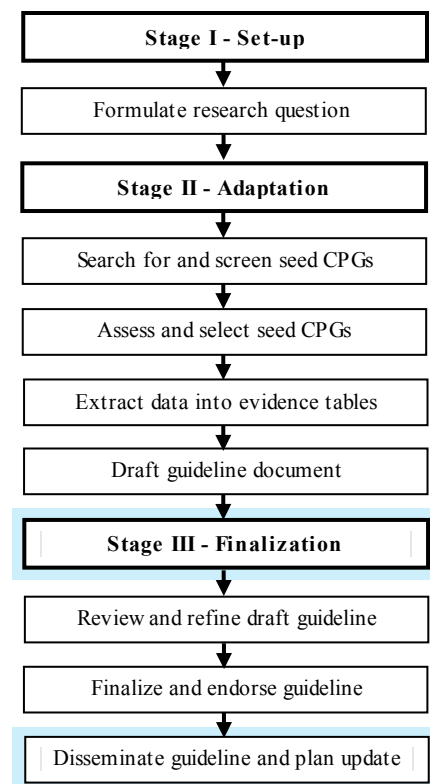 Stage I - Set-up
Formulate research question
Stage II - Adaptation
Search for and screen seed CPGs
Assess and select seed CPGs
Extract data into evidence tables
Draft guideline document
Stage III - Finalization
Review and refine draft guideline
Finalize and endorse guideline
Disseminate guideline and plan update